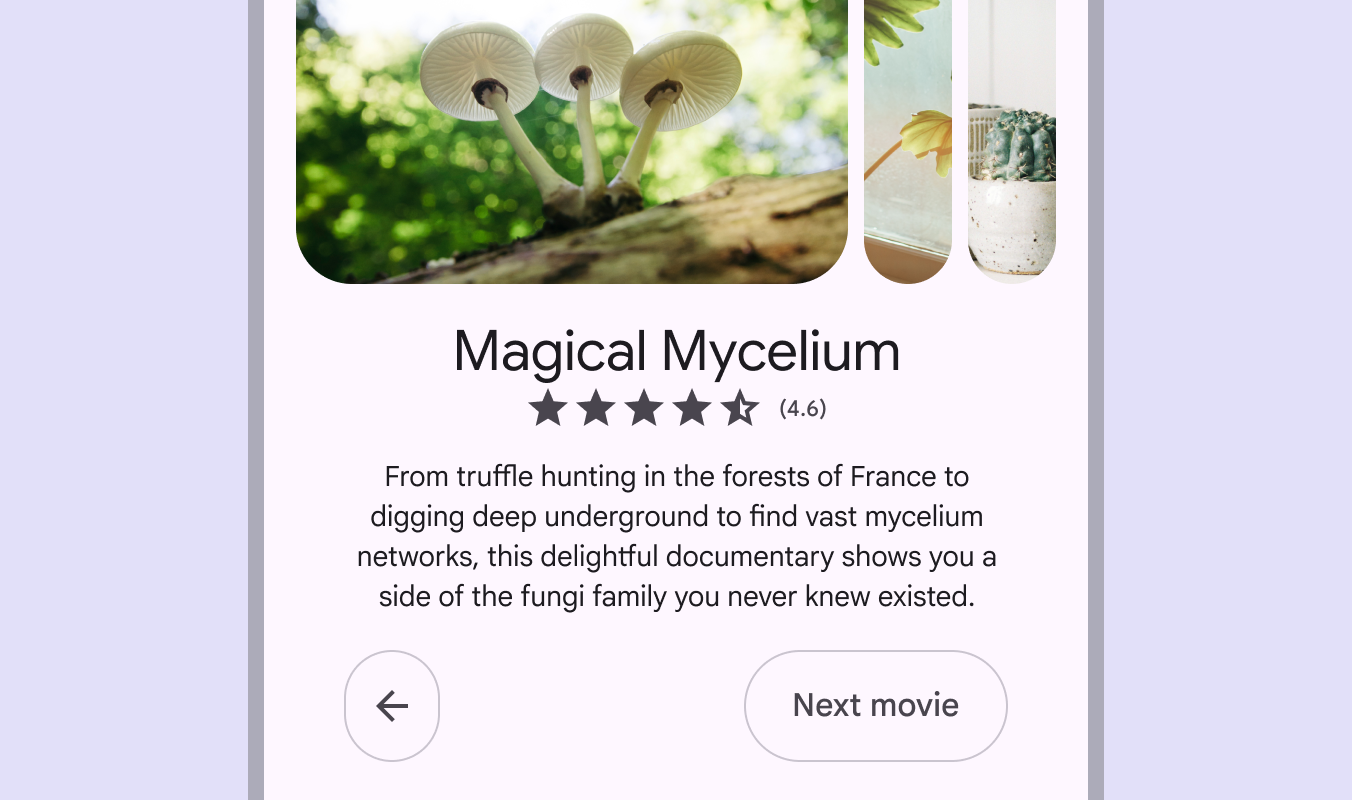 Magical Mycelium
(4.6)
From truffle hunting in the forests of France to
digging deep underground to find vast mycelium
networks, this delightful documentary shows you a
side of the fungi family you never knew existed.
Next movie